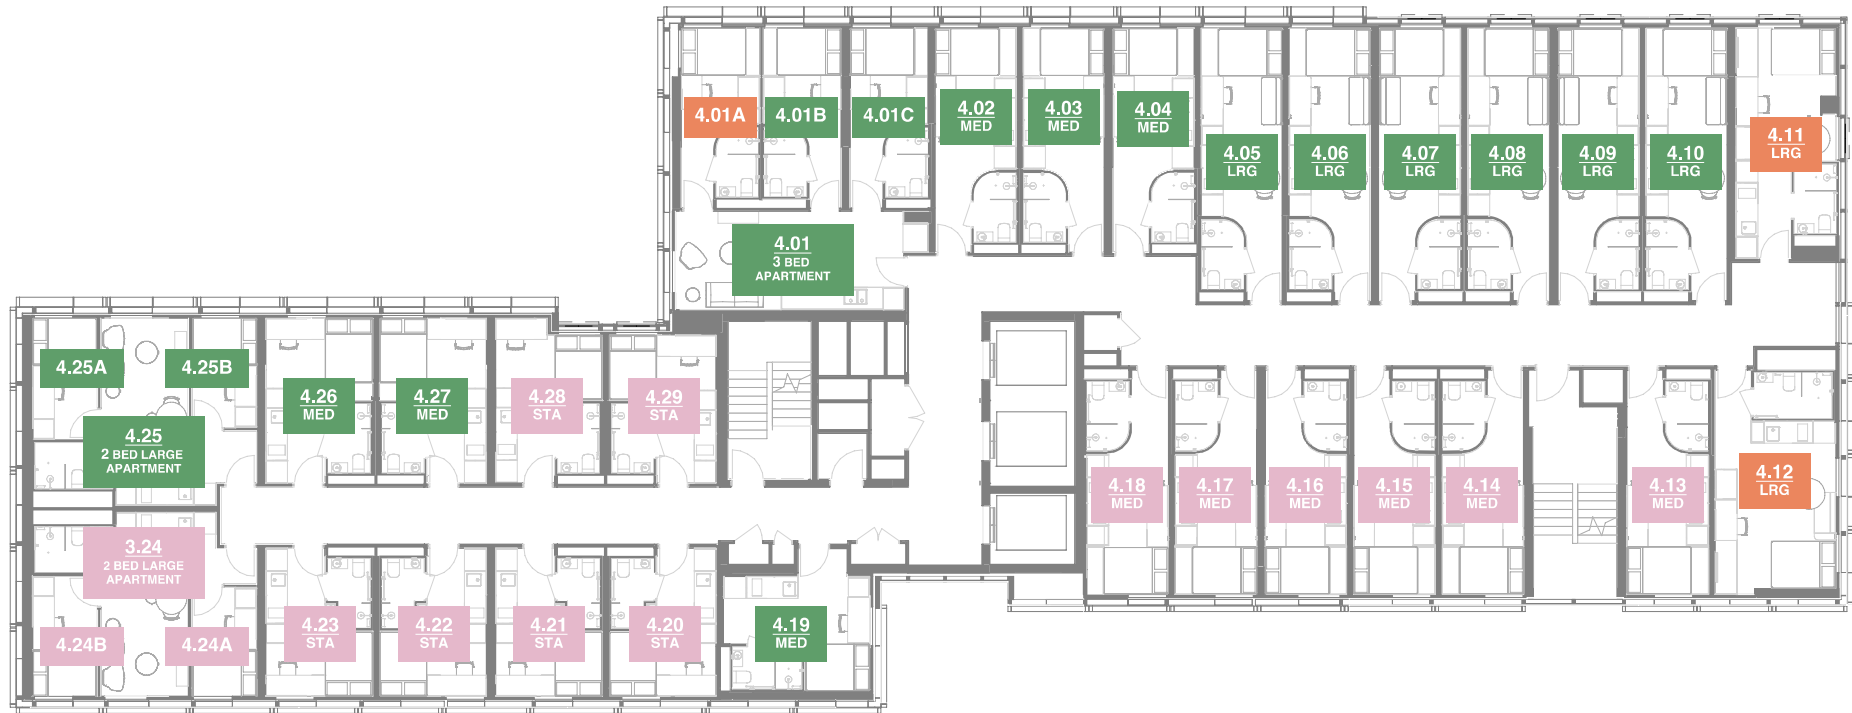 4.01A
4.01B
4.01C
4.02
MED
4.03
MED
4.04
MED
4.05
LRG
4.06
LRG
4.07
LRG
4.08
LRG
4.09
LRG
4.10
LRG
4.11
LRG
4.01
3 BED
APARTMENT
4.25A
4.25B
4.25
2 BED LARGE
APARTMENT
4.26
MED
4.27
MED
4.28
STA
4.29
STA
4.18
MED
4.17
MED
4.16
MED
4.15
MED
4.14
MED
4.13
MED
4.12
LRG
3.24
2 BED LARGE
APARTMENT
4.24B
4.24A
4.23
STA
4.22
STA
4.21
STA
4.20
STA
4.19
MED